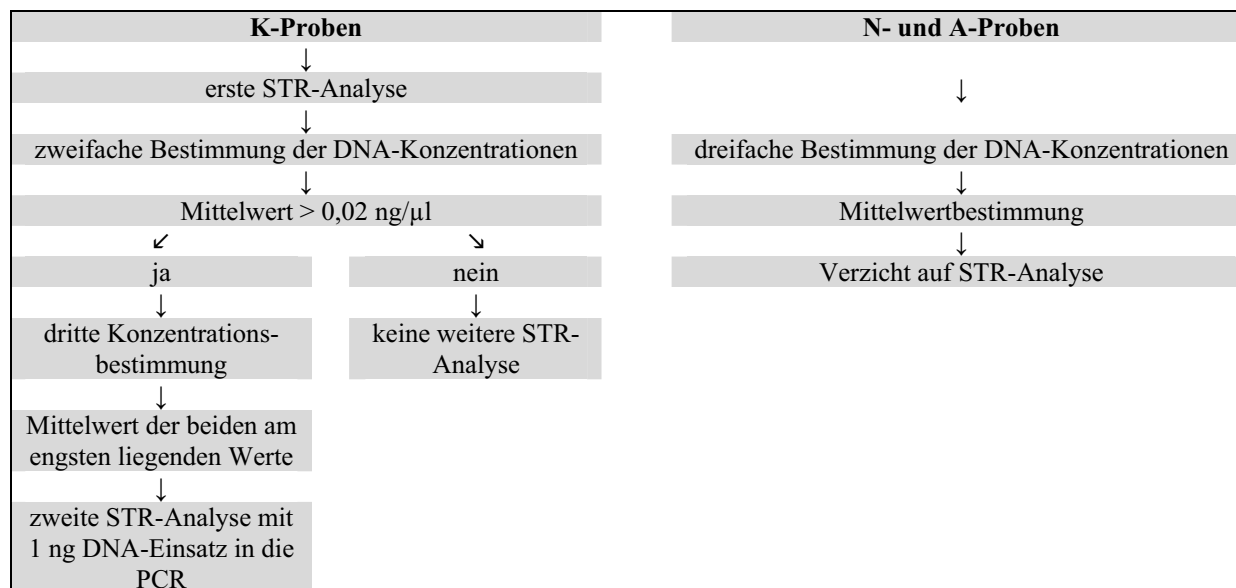 K-Proben
↓
erste STR-Analyse
↓
zweifache Bestimmung der DNA-Konzentrationen
↓
Mittelwert > 0,02 ng/µl
↙ ↘
ja nein
↓ ↓
dritte Konzentrations-
bestimmung
keine weitere STR-
Analyse
↓
Mittelwert der beiden am
engsten liegenden Werte
↓
zweite STR-Analyse mit
1 ng DNA-Einsatz in die
PCR
N- und A-Proben
↓
dreifache Bestimmung der DNA-Konzentrationen
↓
Mittelwertbestimmung
↓
Verzicht auf STR-Analyse